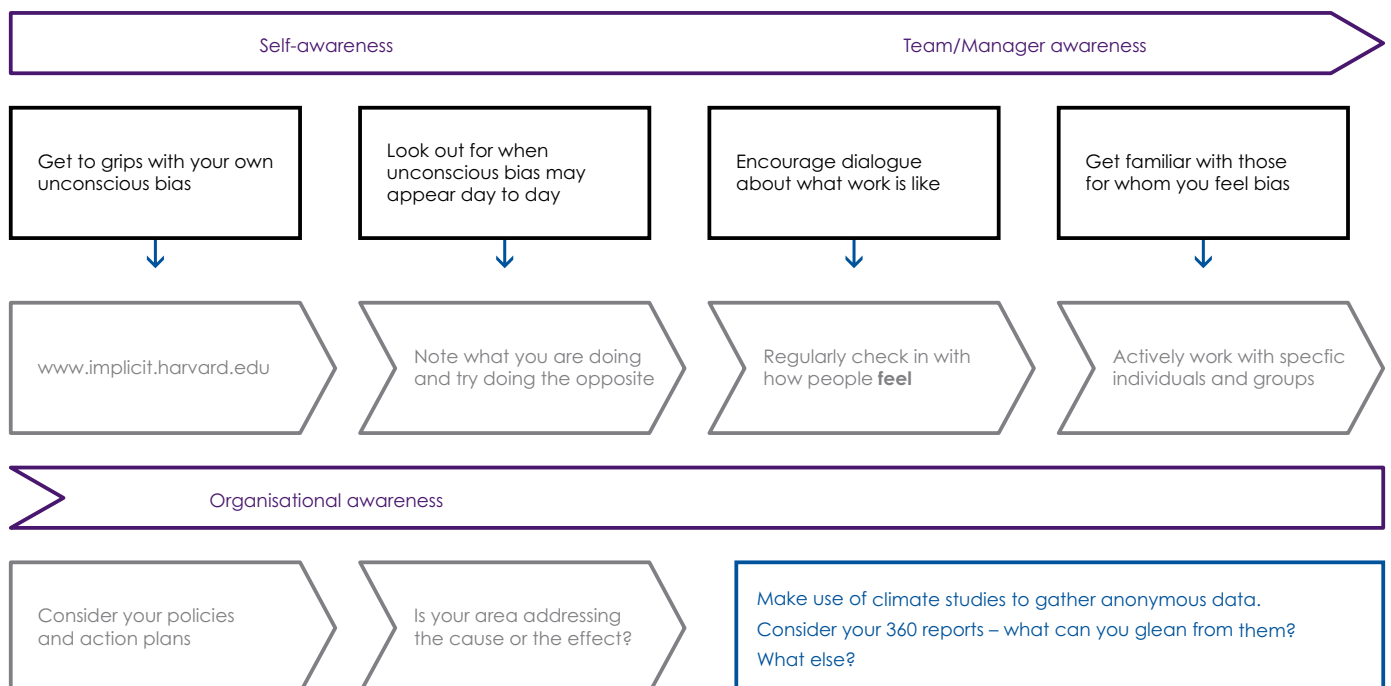 Self-awareness
Team/Manager awareness
Get to grips with your own
unconscious bias
Look out for when
unconscious bias may
appear day to day
Encourage dialogue
about what work is like
Get familiar with those
for whom you feel bias
www.implicit.harvard.edu
Note what you are doing
and try doing the opposite
Regularly check in with
how people feel
Actively work with specfic
individuals and groups
Organisational awareness
Consider your policies
and action plans
Is your area addressing
the cause or the effect?
Make use of climate studies to gather anonymous data.
Consider your 360 reports – what can you glean from them?
What else?